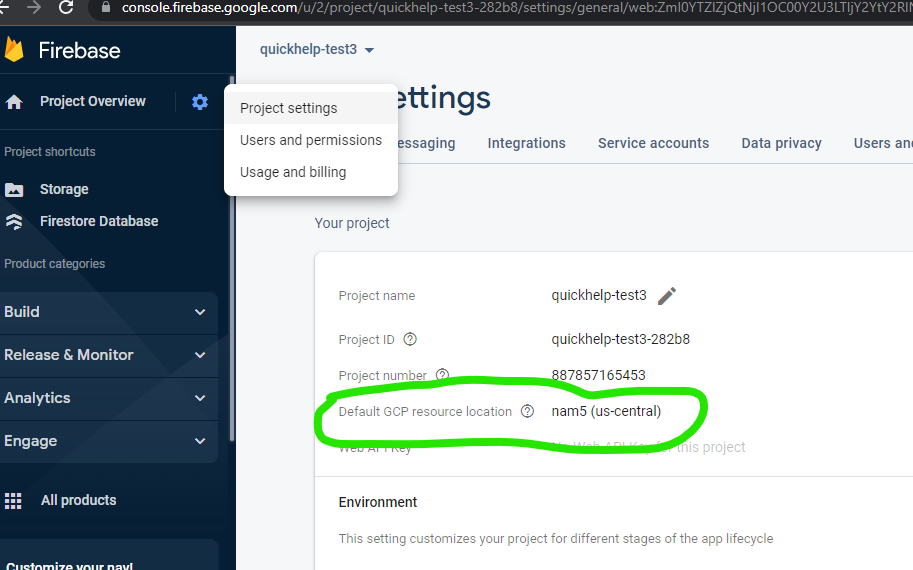 console.firebase.google.com/u/2/project/quickhelp-test3-282b8/settings/general/web:
Firebase
quickhelp-test3
Project Overview
Project settings
ettings
Users and permissions
essaging
Integrations
Service accounts
Data privacy
Users an
Project shortcuts
Usage and billing
Storage
Firestore Database
Your project
Product categories
Build
Project name
quickhelp-test3
Release & Monitor
Project ID
quickhelp-test3-282b8
Project number
887857165453
Analytics
Default GCP resource location
nam5 (us-central)
Engage
Web API Key
No Web API Key for this project
All products
Environment
This setting customizes your project for different stages of the app lifecycle
Customize your nav!